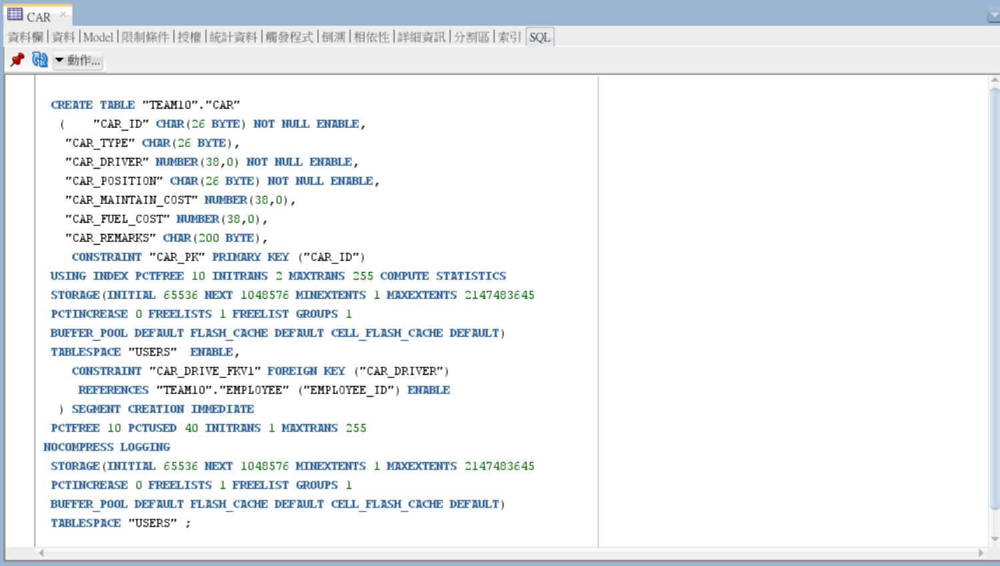 CAR
資料欄 | 資料 | Model | 限制條件 | 授權 | 統計資料 | 觸發程式 | 倒溯 | 相依性 | 詳細資訊 | 分割區 | 索引 SQL
動作...
CREATE TABLE "TEAM10"."CAR"
( "CAR_ID" CHAR(26 BYTE) NOT NULL ENABLE,
"CAR_TYPE" CHAR(26 BYTE),
"CAR_DRIVER" NUMBER(38,0) NOT NULL ENABLE,
"CAR_POSITION" CHAR(26 BYTE) NOT NULL ENABLE,
"CAR_MAINTAIN_COST" NUMBER(38,0),
"CAR_FUEL_COST" NUMBER(38,0),
"CAR_REMARKS" CHAR(200 BYTE),
CONSTRAINT "CAR_PK" PRIMARY KEY ("CAR_ID")
USING INDEX PCTFREE 10 INITRANS 2 MAXTRANS 255 COMPUTE STATISTICS
STORAGE(INITIAL 65536 NEXT 1048576 MINEXTENTS 1 MAXEXTENTS 2147483645
PCTINCREASE 0 FREELISTS 1 FREELIST GROUPS 1
BUFFER_POOL DEFAULT FLASH_CACHE DEFAULT CELL_FLASH_CACHE DEFAULT)
TABLESPACE "USERS" ENABLE,
CONSTRAINT "CAR_DRIVE_FKV1" FOREIGN KEY ("CAR_DRIVER")
REFERENCES "TEAM10"."EMPLOYEE" ("EMPLOYEE_ID") ENABLE
) SEGMENT CREATION IMMEDIATE
PCTFREE 10 PCTUSED 40 INITRANS 1 MAXTRANS 255
NOCOMPRESS LOGGING
STORAGE(INITIAL 65536 NEXT 1048576 MINEXTENTS 1 MAXEXTENTS 2147483645
PCTINCREASE 0 FREELISTS 1 FREELIST GROUPS 1
BUFFER_POOL DEFAULT FLASH_CACHE DEFAULT CELL_FLASH_CACHE DEFAULT)
TABLESPACE "USERS" ;